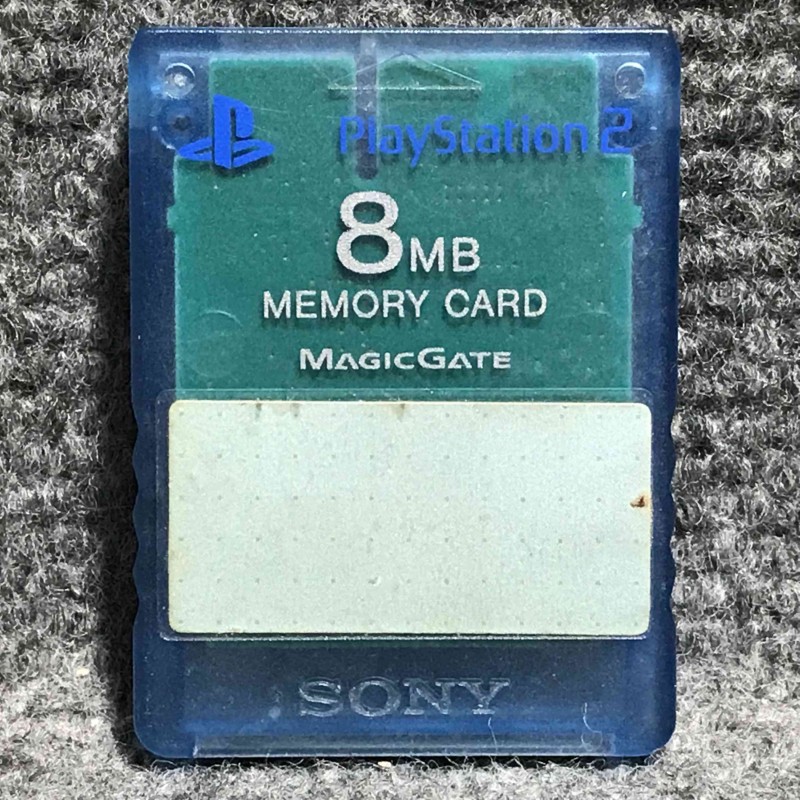 PlayStation 2
8MB
MEMORY CARD
MAGICGATE
SONY